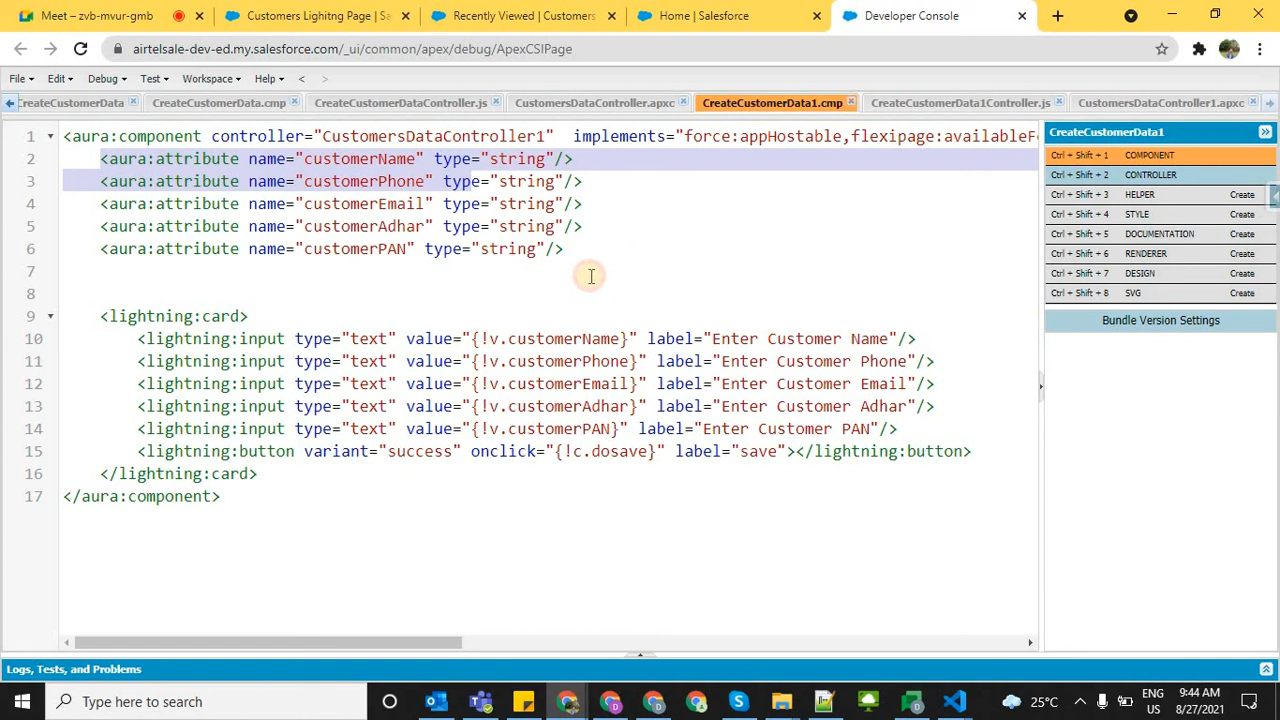 Meet – zvb-mvur-gmb
Customers Lighitng Page | Sa
Recently Viewed | Customers
Home | Salesforce
Developer Console
airtelsale-dev-ed.my.salesforce.com/_ui/common/apex/debug/ApexCSIPage
File Edit Debug Test Workspace Help < >
CreateCustomerData
CreateCustomerData.cmp
CreateCustomerDataController.js
CustomersDataController.apxc
CreateCustomerData1.cmp
CreateCustomerData1Controller.js
CustomersDataController1.apxc
1 <aura:component controller="CustomersDataController1" implements="force:appHostable,flexipage:availableFo
2 <aura:attribute name="customerName" type="string"/>
3 <aura:attribute name="customerPhone" type="string"/>
4 <aura:attribute name="customerEmail" type="string"/>
5 <aura:attribute name="customerAdhar" type="string"/>
6 <aura:attribute name="customerPAN" type="string"/>
7
8
9 <lightning:card>
10 <lightning:input type="text" value="{!v.customerName}" label="Enter Customer Name"/>
11 <lightning:input type="text" value="{!v.customerPhone}" label="Enter Customer Phone"/>
12 <lightning:input type="text" value="{!v.customerEmail}" label="Enter Customer Email"/>
13 <lightning:input type="text" value="{!v.customerAdhar}" label="Enter Customer Adhar"/>
14 <lightning:input type="text" value="{!v.customerPAN}" label="Enter Customer PAN"/>
15 <lightning:button variant="success" onclick="{!c.dosave}" label="save"></lightning:button>
16 </lightning:card>
17 </aura:component>
CreateCustomerData1
Ctrl + Shift + 1 COMPONENT
Ctrl + Shift + 2 CONTROLLER
Ctrl + Shift + 3 HELPER Create
Ctrl + Shift + 4 STYLE Create
Ctrl + Shift + 5 DOCUMENTATION Create
Ctrl + Shift + 6 RENDERER Create
Ctrl + Shift + 7 DESIGN Create
Ctrl + Shift + 8 SVG Create
Bundle Version Settings
Logs, Tests, and Problems
Type here to search
25°C
ENG
US
9:44 AM
8/27/2021